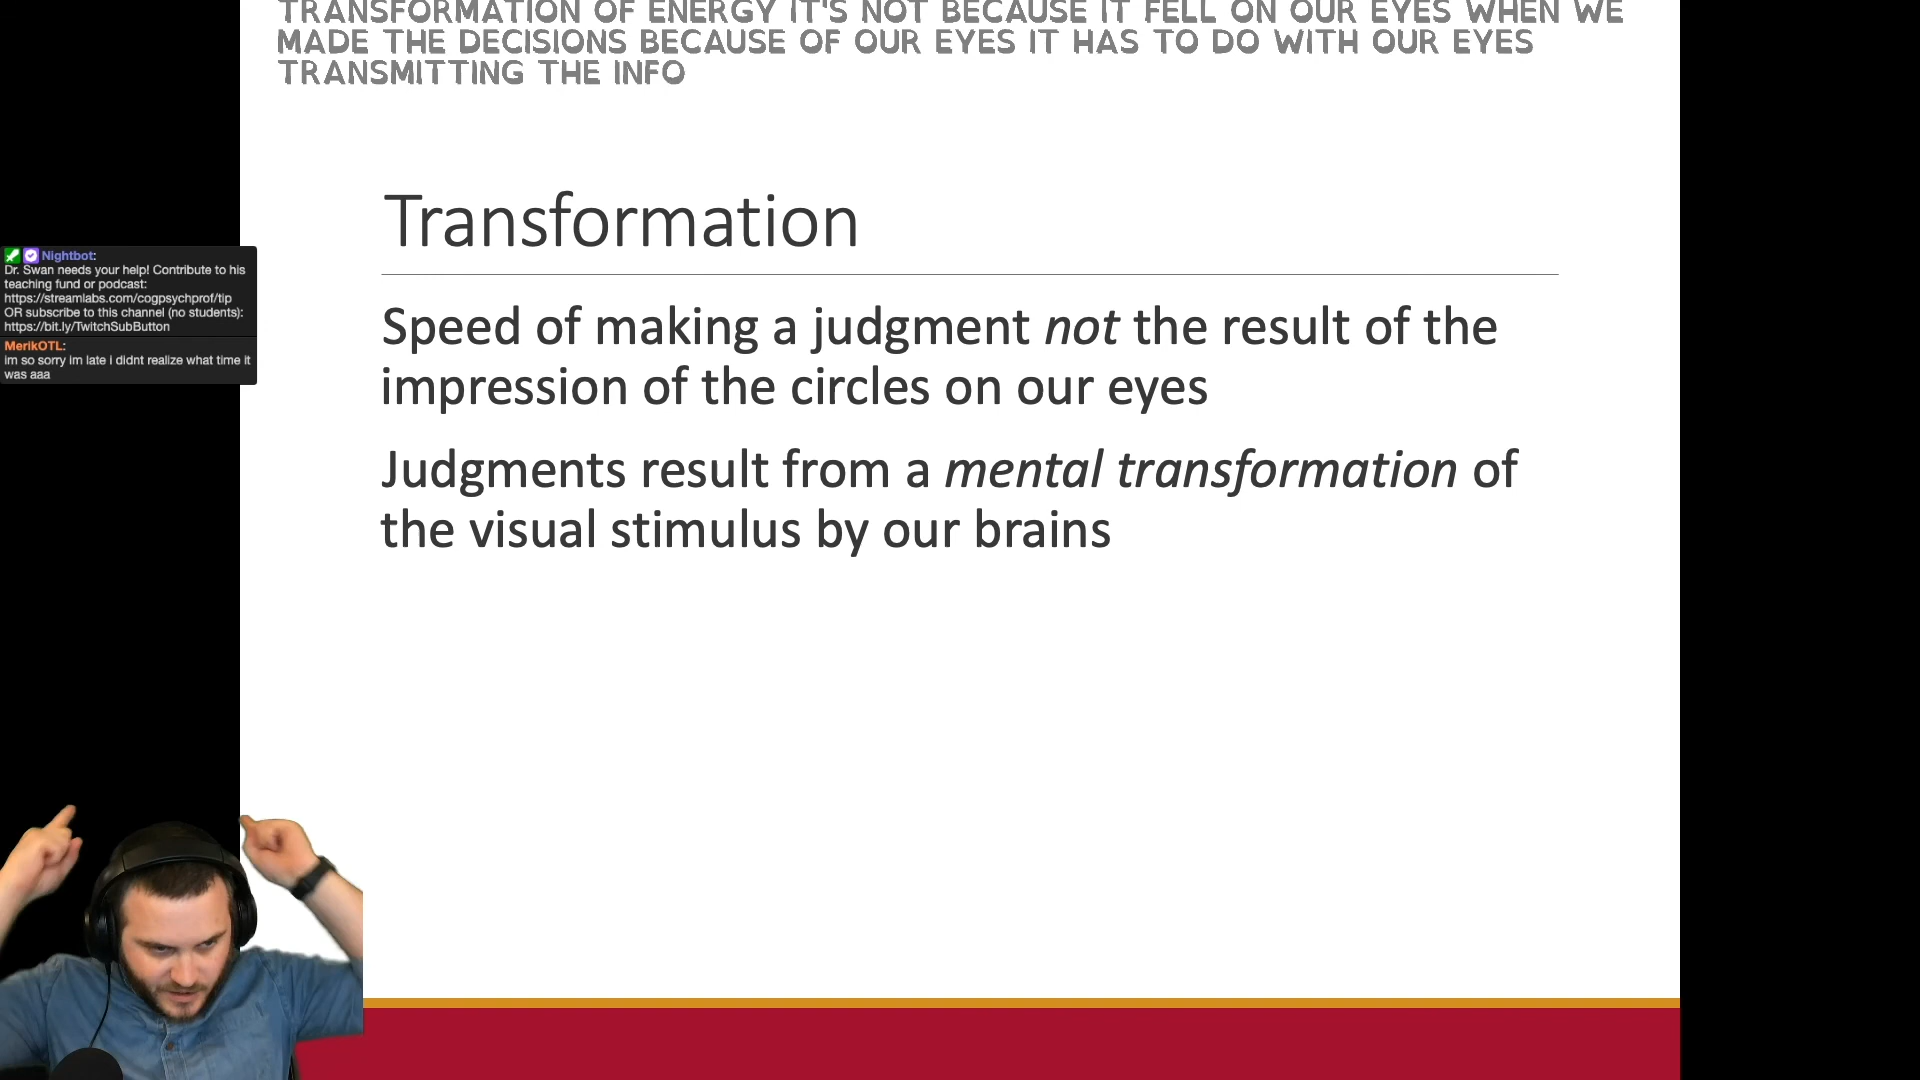 TRANSFORMATION OF ENERGY IT'S NOT BECAUSE IT FELL ON OUR EYES WHEN WE
MADE THE DECISIONS BECAUSE OF OUR EYES IT HAS TO DO WITH OUR EYES
TRANSMITTING THE INFO
Transformation
Speed of making a judgment not the result of the
impression of the circles on our eyes
Judgments result from a mental transformation of
the visual stimulus by our brains
Nightbot:
Dr. Swan needs your help! Contribute to his
teaching fund or podcast:
https://streamlabs.com/cogpsychprof/tip
OR subscribe to this channel (no students):
https://bit.ly/TwitchSubButton
MerikOTL:
im so sorry im late i didnt realize what time it
was aaa